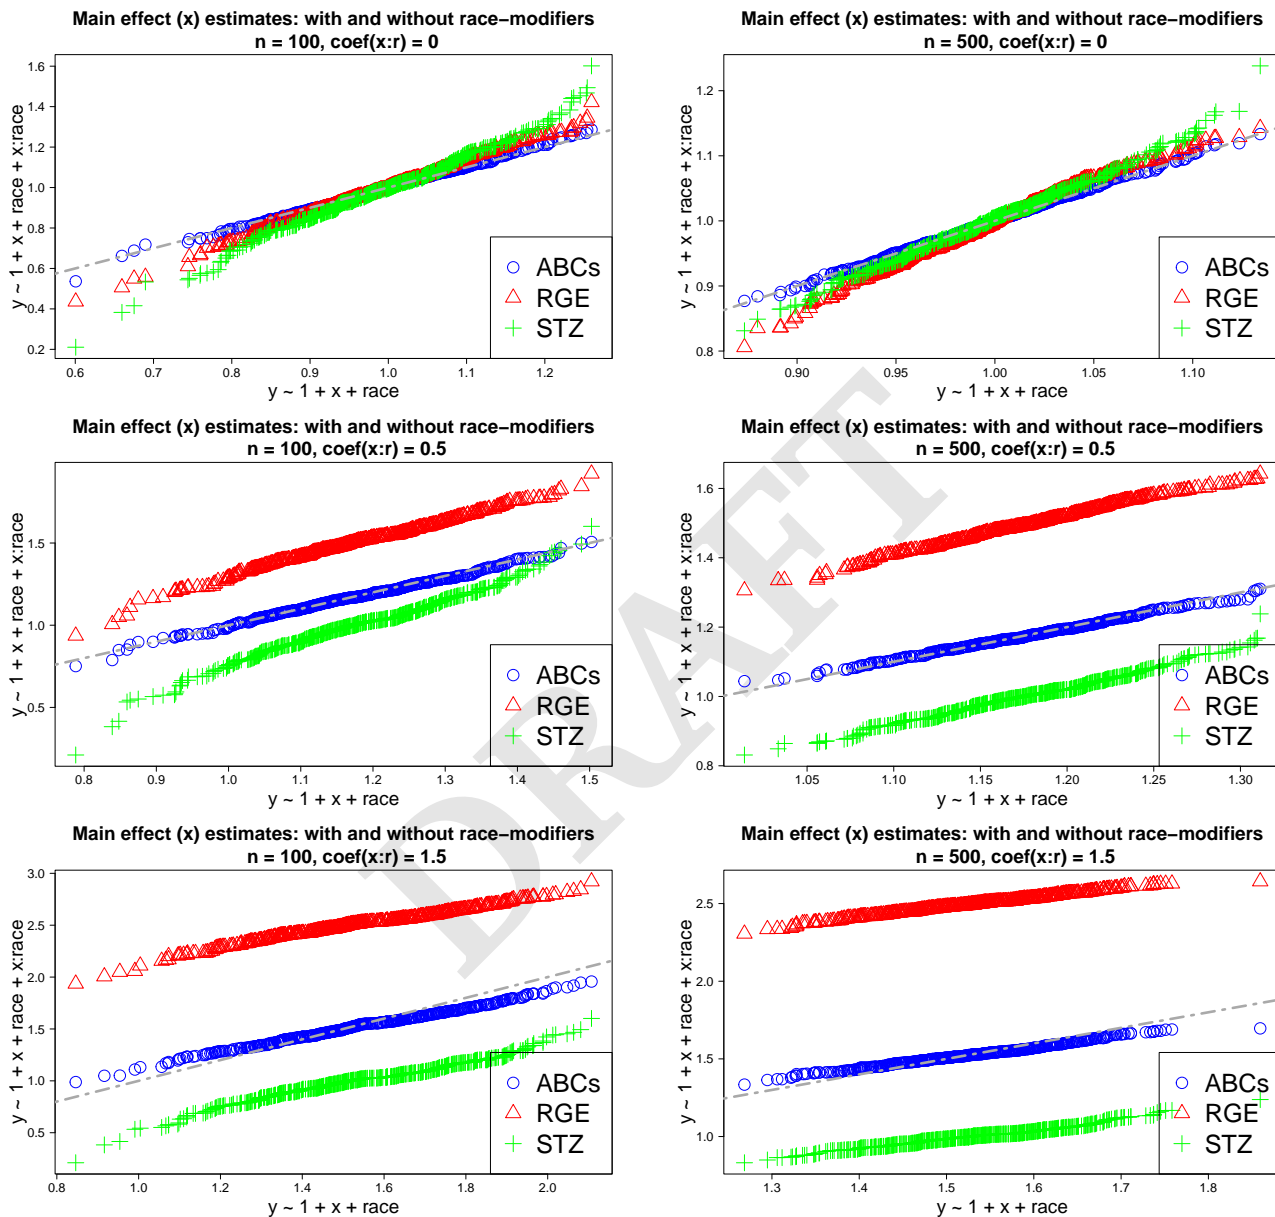 Main effect (x) estimates: with and without race−modifiers
n = 100, coef(x:r) = 0
y ~ 1 + x + race + x:race
1.6
1.4
1.2
1.0
0.8
0.6
0.4
0.2
ABCs
RGE
STZ
0.6 0.7 0.8 0.9 1.0 1.1 1.2
y ~ 1 + x + race
Main effect (x) estimates: with and without race−modifiers
n = 500, coef(x:r) = 0
y ~ 1 + x + race + x:race
1.2
1.1
1.0
0.9
0.8
ABCs
RGE
STZ
0.90 0.95 1.00 1.05 1.10
y ~ 1 + x + race
Main effect (x) estimates: with and without race−modifiers
n = 100, coef(x:r) = 0.5
y ~ 1 + x + race + x:race
1.5
1.0
0.5
ABCs
RGE
STZ
0.8 0.9 1.0 1.1 1.2 1.3 1.4 1.5
y ~ 1 + x + race
Main effect (x) estimates: with and without race−modifiers
n = 500, coef(x:r) = 0.5
y ~ 1 + x + race + x:race
1.6
1.4
1.2
1.0
0.8
ABCs
RGE
STZ
1.05 1.10 1.15 1.20 1.25 1.30
y ~ 1 + x + race
Main effect (x) estimates: with and without race−modifiers
n = 100, coef(x:r) = 1.5
y ~ 1 + x + race + x:race
3.0
2.5
2.0
1.5
1.0
0.5
ABCs
RGE
STZ
0.8 1.0 1.2 1.4 1.6 1.8 2.0
y ~ 1 + x + race
Main effect (x) estimates: with and without race−modifiers
n = 500, coef(x:r) = 1.5
y ~ 1 + x + race + x:race
2.5
2.0
1.5
1.0
ABCs
RGE
STZ
1.3 1.4 1.5 1.6 1.7 1.8
y ~ 1 + x + race
DRAFT